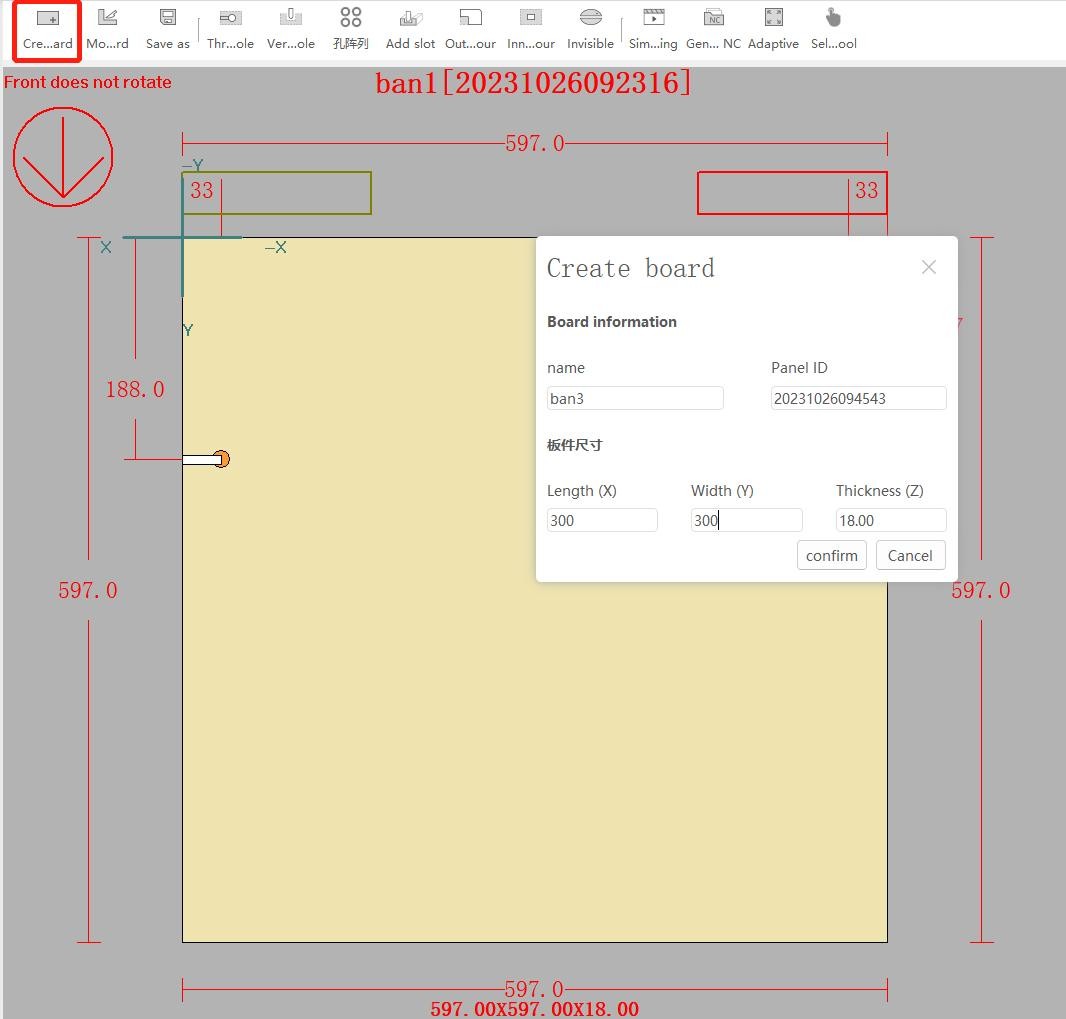 Cre...ard Mo...rd Save as Thr...ole Ver...ole 孔阵列 Add slot Out...our Inn...our Invisible Sim...ing Gen... NC Adaptive Sel...ool
NC
Front does not rotate
ban1[20231026092316]
597.0
-Y
33
33
X
-X
Y
188.0
597.0
7
597.0
Create board
Board information
name Panel ID
ban3 20231026094543
板件尺寸
Length (X) Width (Y) Thickness (Z)
300 300 18.00
confirm Cancel
597.0
597.00X597.00X18.00